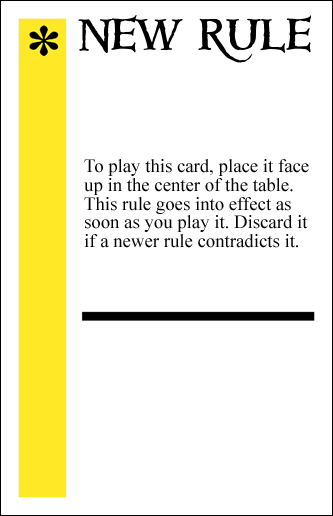 * NEW RULE
To play this card, place it face
up in the center of the table.
This rule goes into effect as
soon as you play it. Discard it
if a newer rule contradicts it.